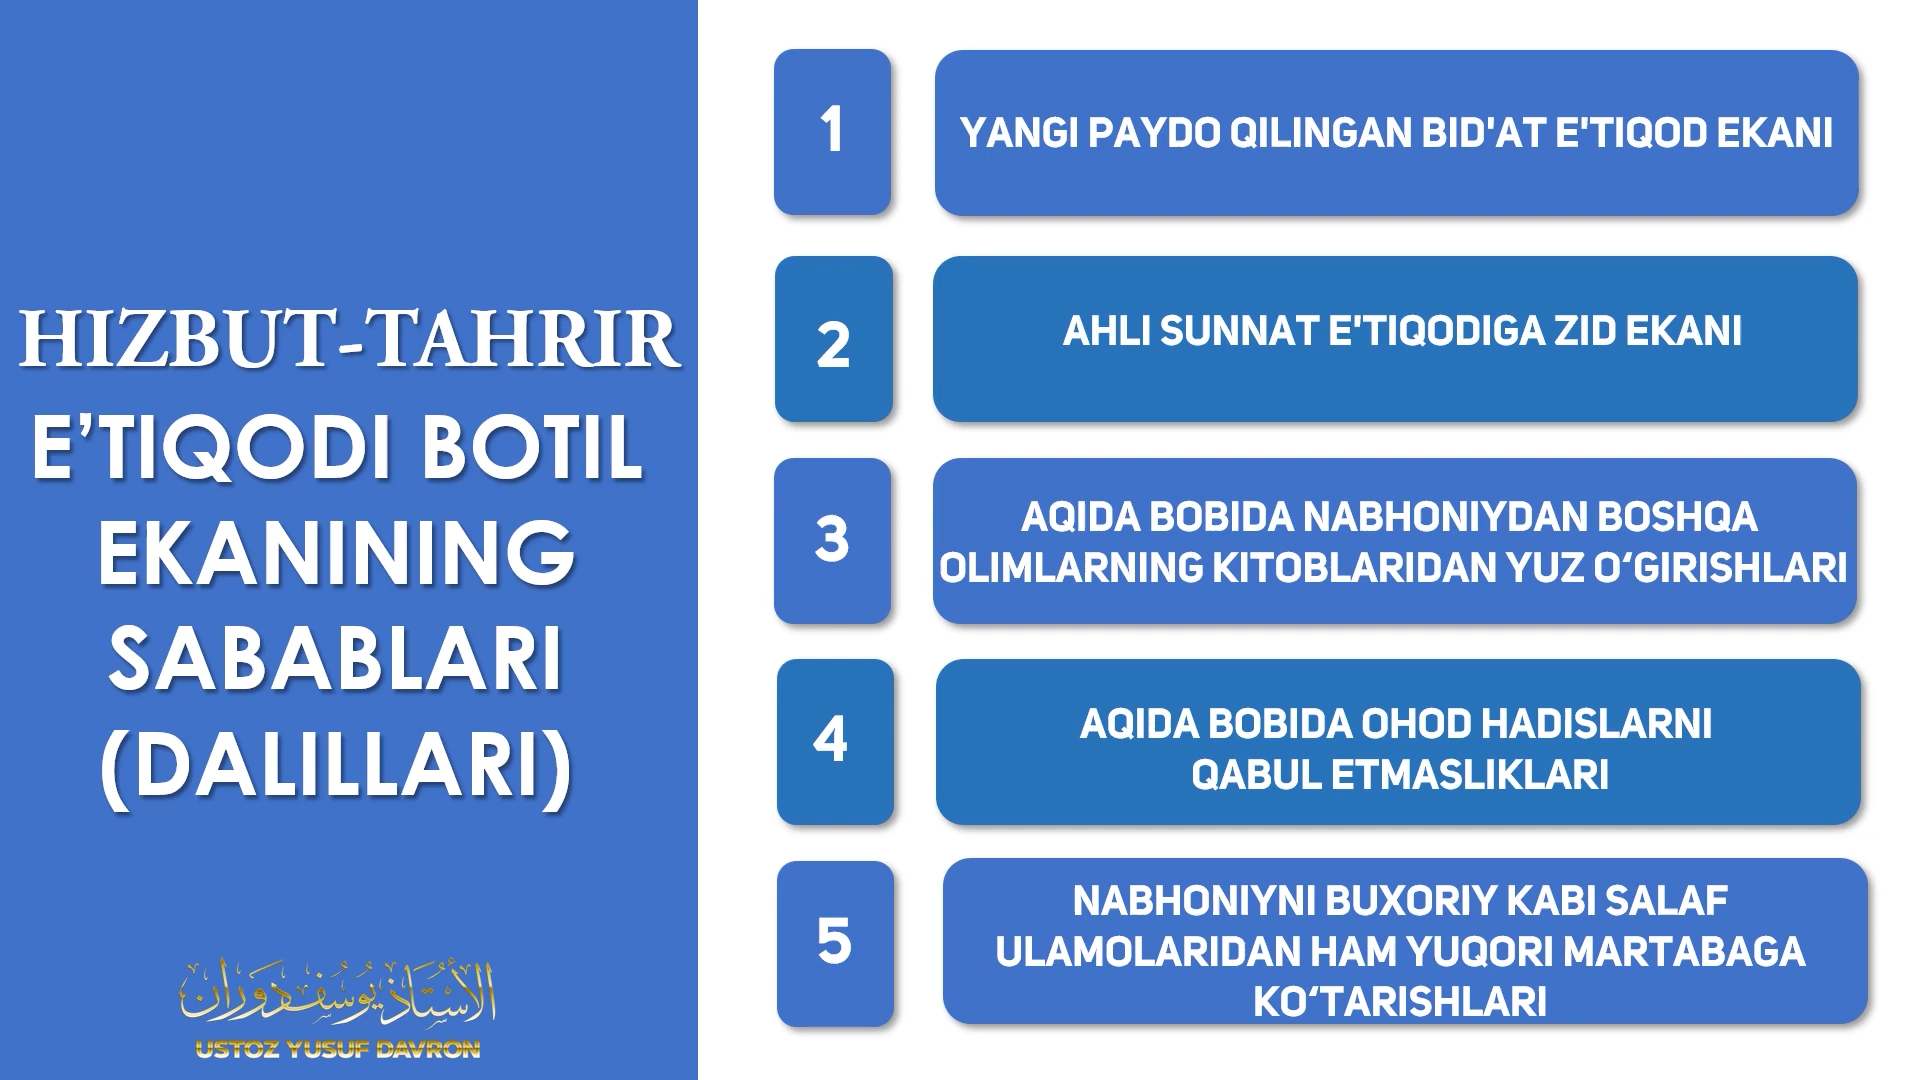 HIZBUT-TAHRIR
E’TIQODI BOTIL
EKANINING
SABABLARI
(DALILLARI)
الأستاذ يوسف دوران
USTOZ YUSUF DAVRON
1
YANGI PAYDO QILINGAN BID'AT E'TIQOD EKANI
2
AHLI SUNNAT E'TIQODIGA ZID EKANI
3
AQIDA BOBIDA NABHONIYDAN BOSHQA
OLIMLARNING KITOBLARIDAN YUZ O‘GIRISHLARI
4
AQIDA BOBIDA OHOD HADISLARNI
QABUL ETMASLIKLARI
5
NABHONIYNI BUXORIY KABI SALAF
ULAMOLARIDAN HAM YUQORI MARTABAGA
KO‘TARISHLARI